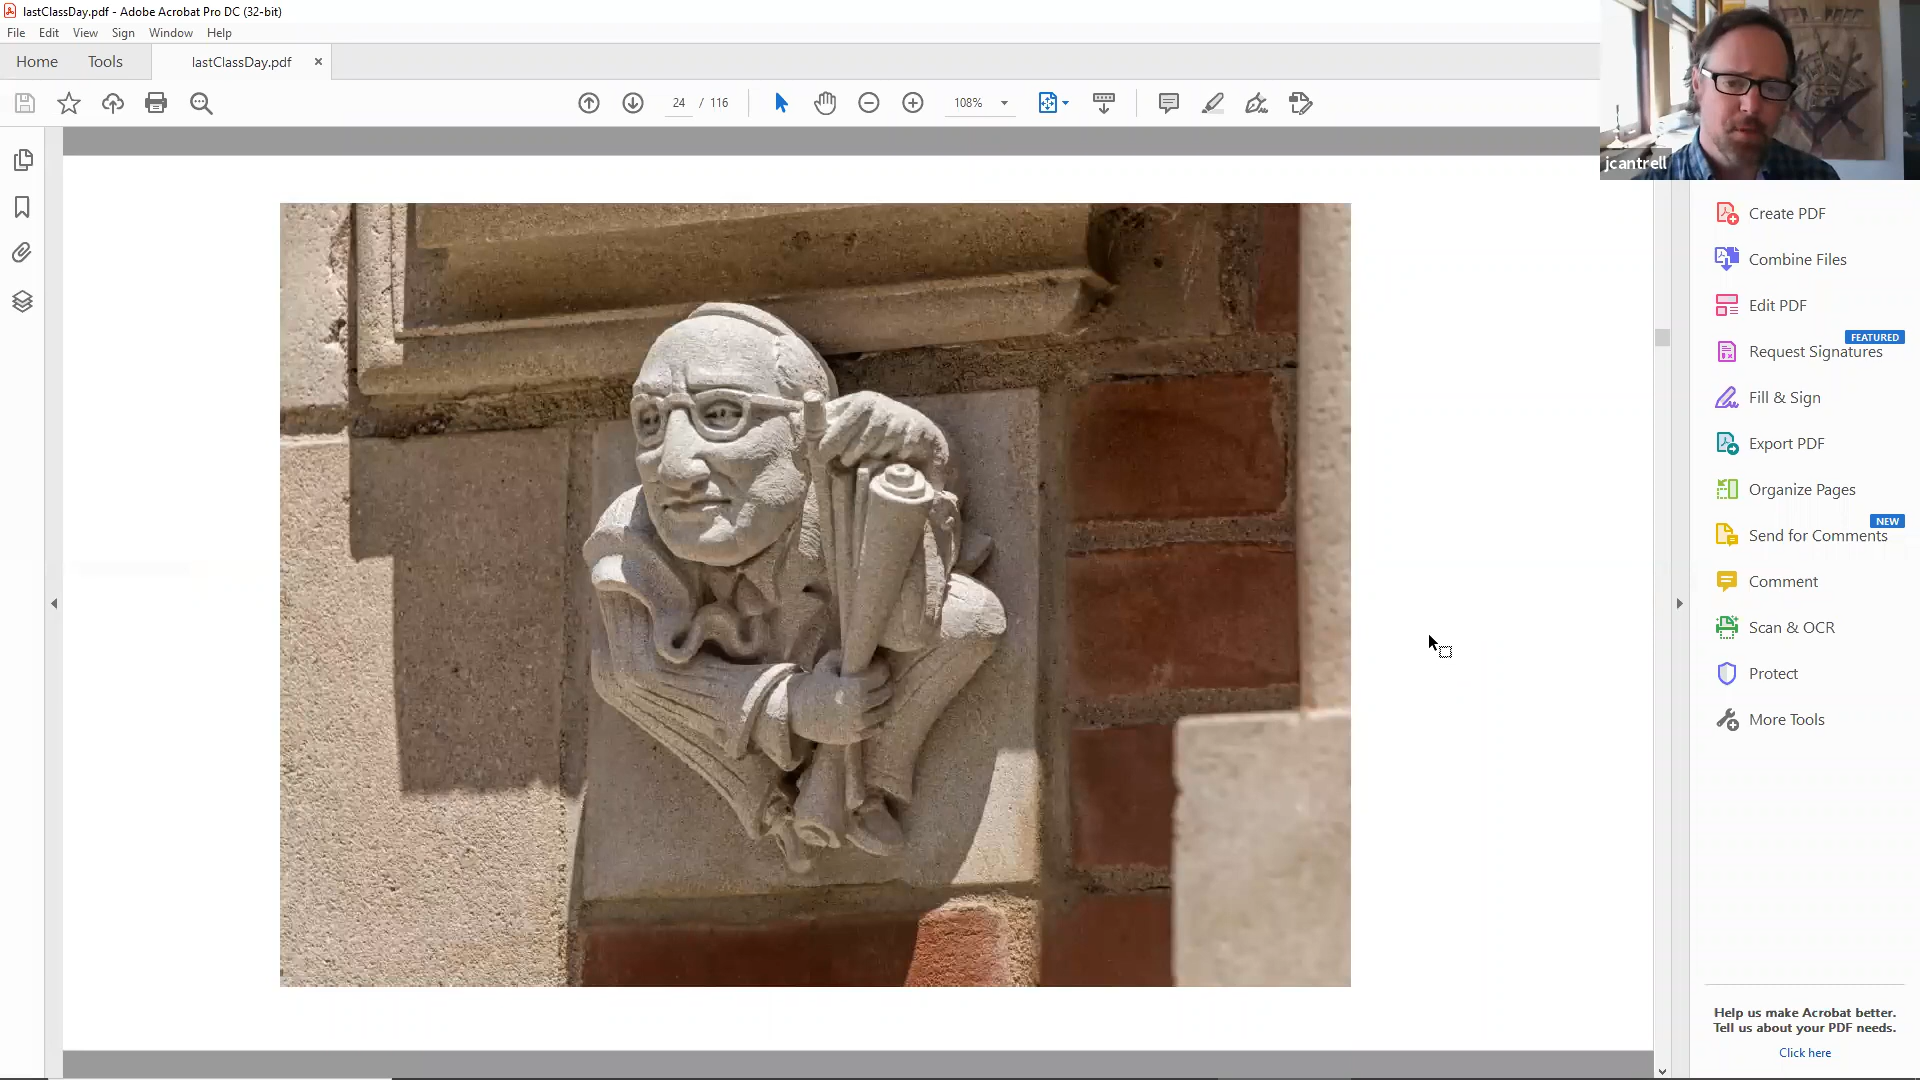 lastClassDay.pdf - Adobe Acrobat Pro DC (32-bit)
File Edit View Sign Window Help
Home Tools lastClassDay.pdf ×
24 / 116 108%
jcantrell
Create PDF
Combine Files
Edit PDF
FEATURED
Request Signatures
Fill & Sign
Export PDF
Organize Pages
NEW
Send for Comments
Comment
Scan & OCR
Protect
More Tools
Help us make Acrobat better.
Tell us about your PDF needs.
Click here